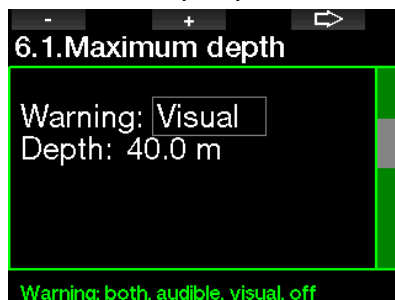 - +
6.1.Maximum depth
Warning: Visual
Depth: 40.0 m
Warning: both, audible, visual, off